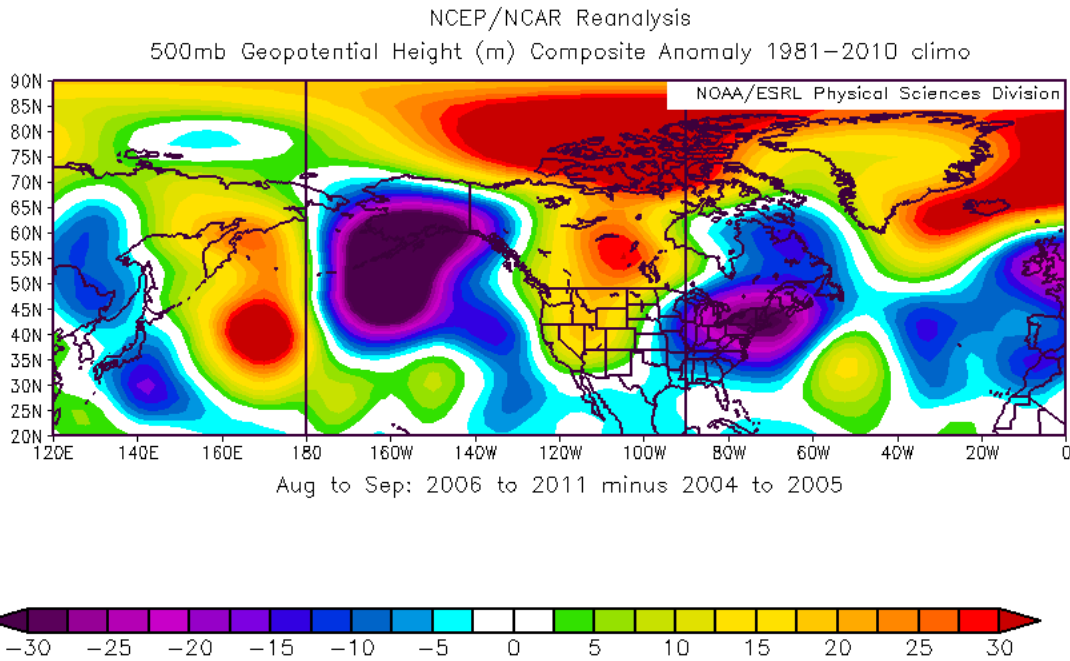 NCEP/NCAR Reanalysis
500mb Geopotential Height (m) Composite Anomaly 1981−2010 climo
90N
NOAA/ESRL Physical Sciences Division
85N
80N
75N
70N
65N
60N
55N
50N
45N
40N
35N
30N
25N
20N
120E 140E 160E 180 160W 140W 120W 100W 80W 60W 40W 20W 0
Aug to Sep: 2006 to 2011 minus 2004 to 2005
−30 −25 −20 −15 −10 −5 0 5 10 15 20 25 30